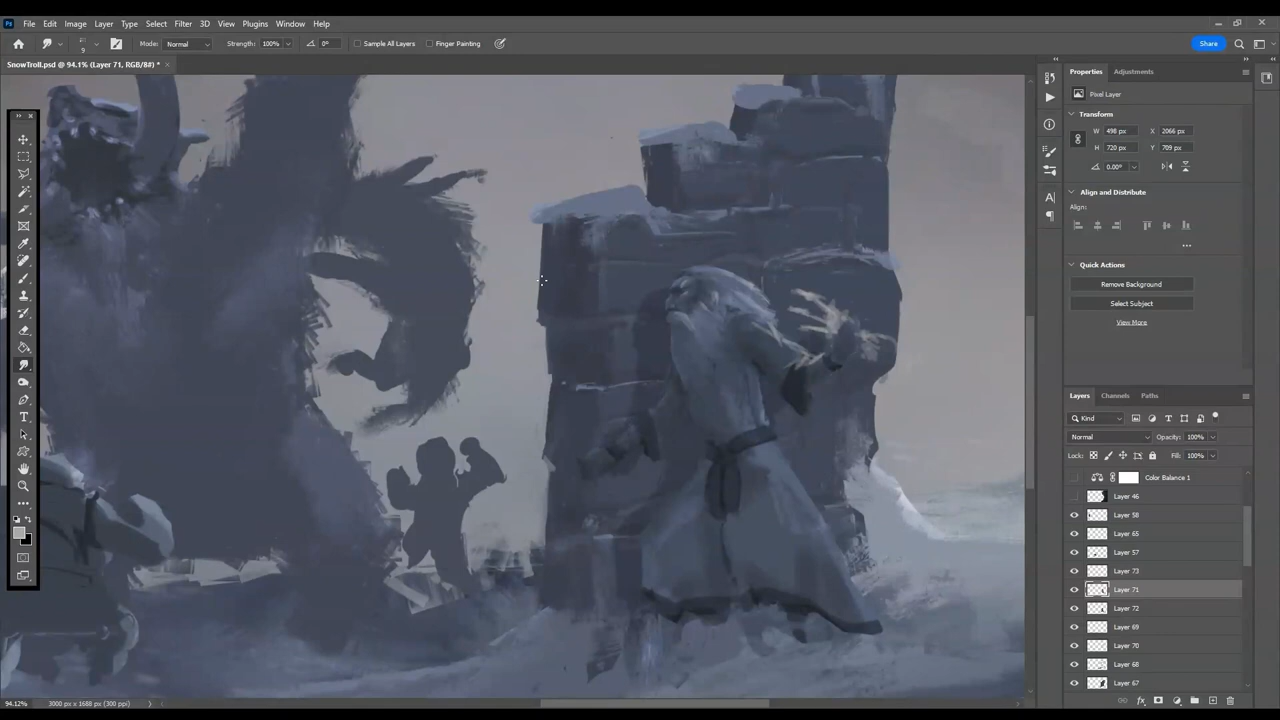 Ps File Edit Image Layer Type Select Filter 3D View Plugins Window Help
9 Mode: Normal Strength: 100% 0° Sample All Layers Finger Painting Share
SnowTroll.psd @ 94.1% (Layer 71, RGB/8#) * ×
Properties Adjustments
Pixel Layer
Transform
W 498 px X 2066 px
H 720 px Y 709 px
0.00°
Align and Distribute
Align:
Quick Actions
Remove Background
Select Subject
View More
Layers Channels Paths
Kind
Normal Opacity: 100%
Lock: Fill: 100%
Color Balance 1
Layer 46
Layer 58
Layer 65
Layer 57
Layer 73
Layer 71
Layer 72
Layer 69
Layer 70
Layer 68
Layer 67
94.12% 3000 px x 1688 px (300 ppi)